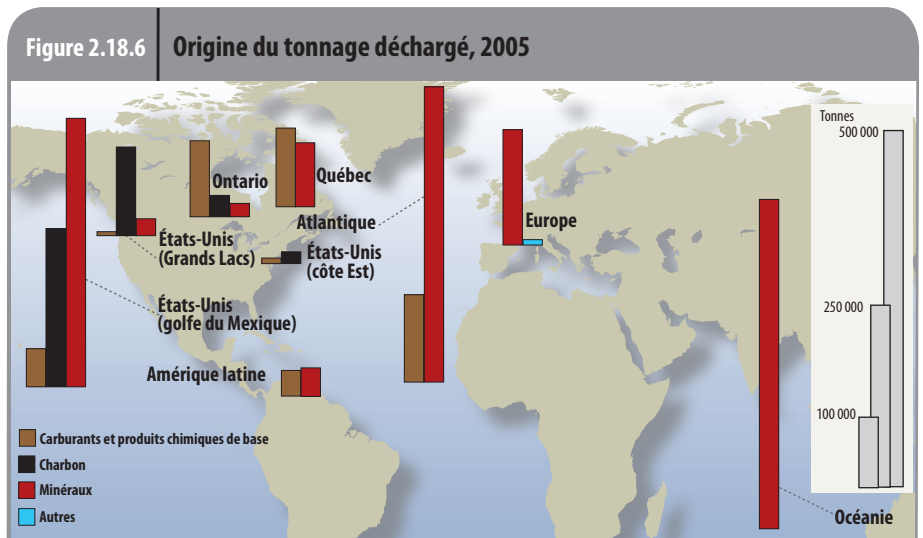 Figure 2.18.6
Origine du tonnage déchargé, 2005
Tonnes
500 000
250 000
100 000
Ontario
Québec
Atlantique
Europe
États-Unis
(Grands Lacs)
États-Unis
(côte Est)
États-Unis
(golfe du Mexique)
Amérique latine
Océanie
Carburants et produits chimiques de base
Charbon
Minéraux
Autres